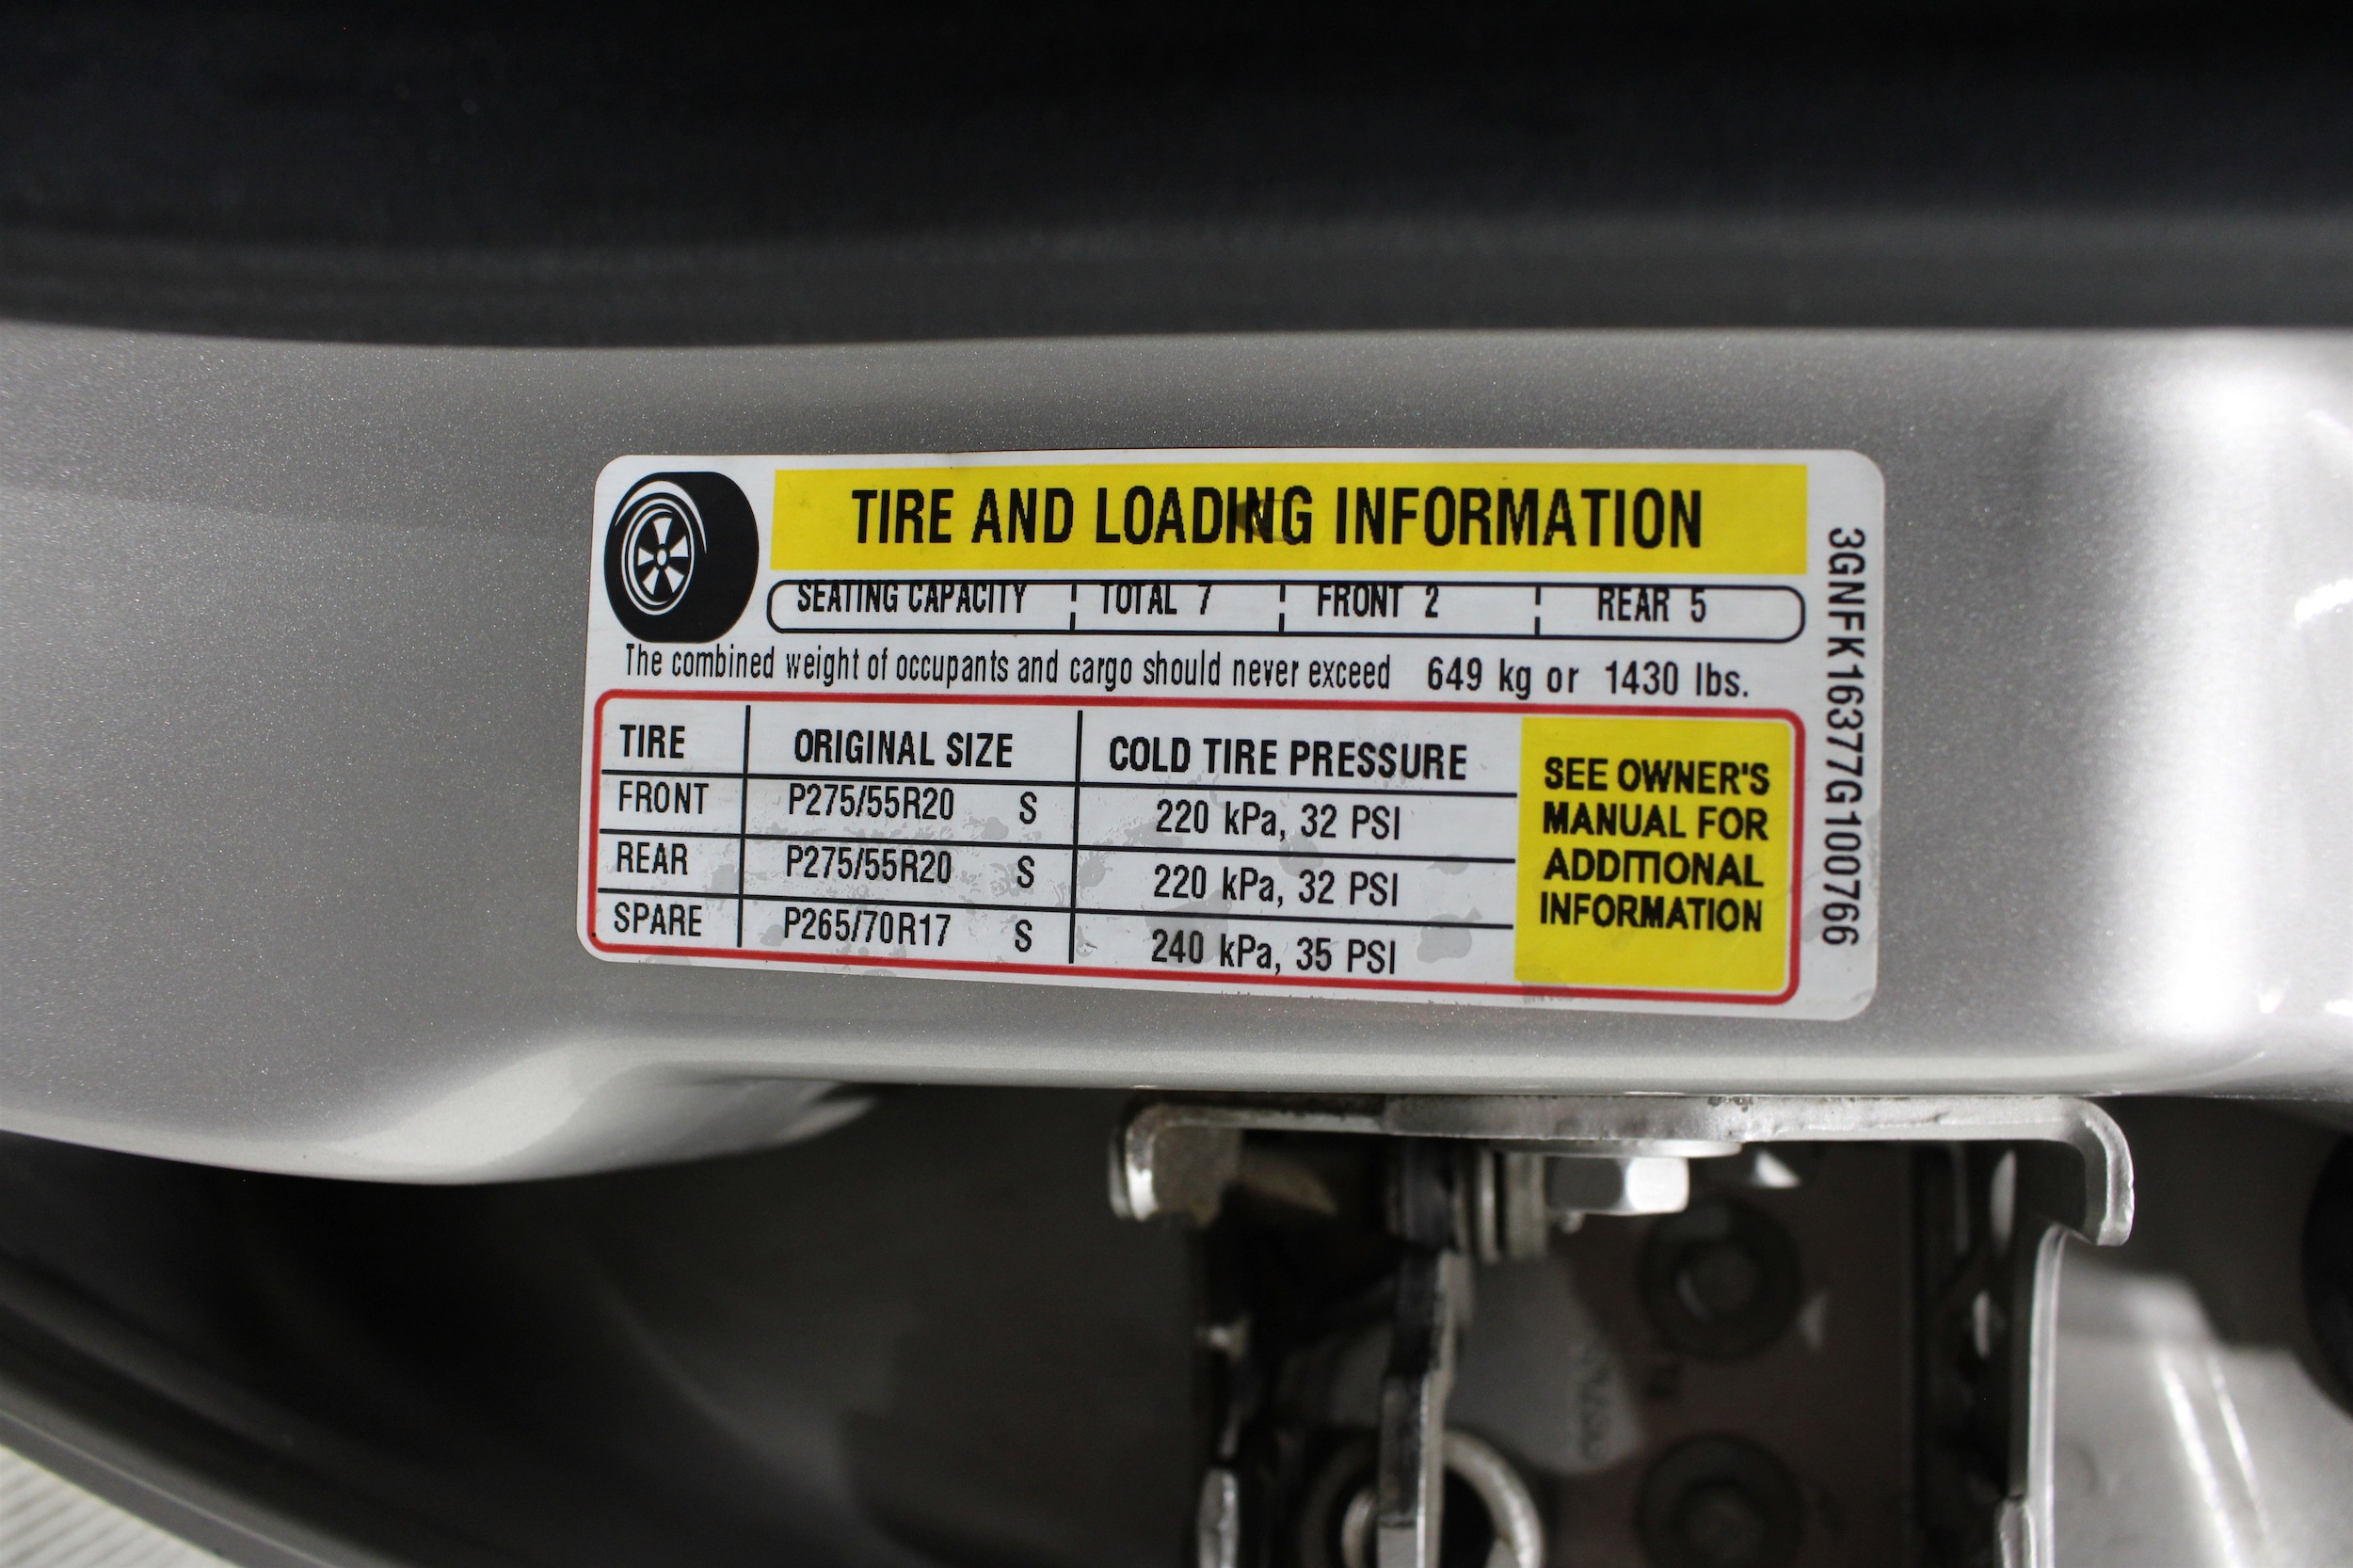 TIRE AND LOADING INFORMATION
SEATING CAPACITY TOTAL 7 FRONT 2 REAR 5
The combined weight of occupants and cargo should never exceed 649 kg or 1430 lbs.
TIRE ORIGINAL SIZE COLD TIRE PRESSURE
FRONT P275/55R20 S 220 kPa, 32 PSI
REAR P275/55R20 S 220 kPa, 32 PSI
SPARE P265/70R17 S 240 kPa, 35 PSI
SEE OWNER'S
MANUAL FOR
ADDITIONAL
INFORMATION
3GNFK16377G100766